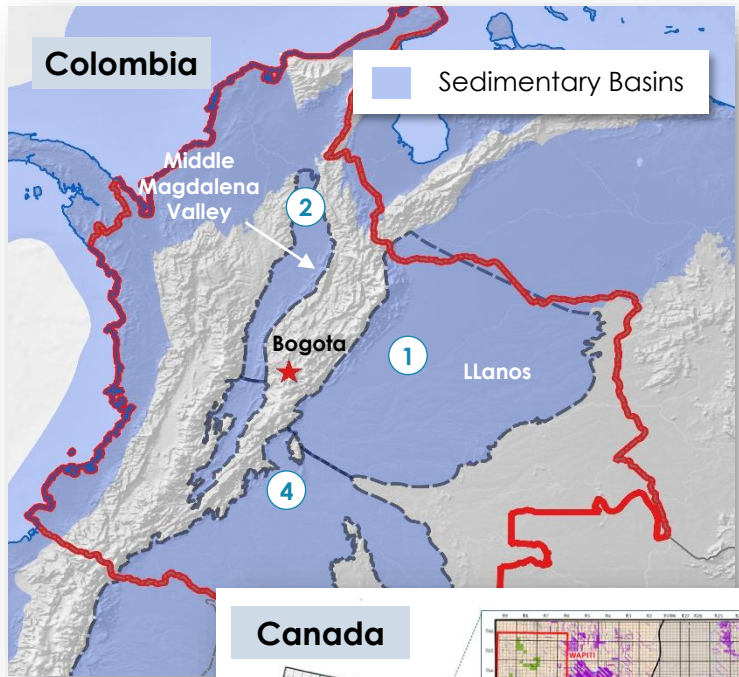 Colombia
Sedimentary Basins
Middle
Magdalena
Valley
2
Bogota
1
LLanos
4
Canada
WAPITI